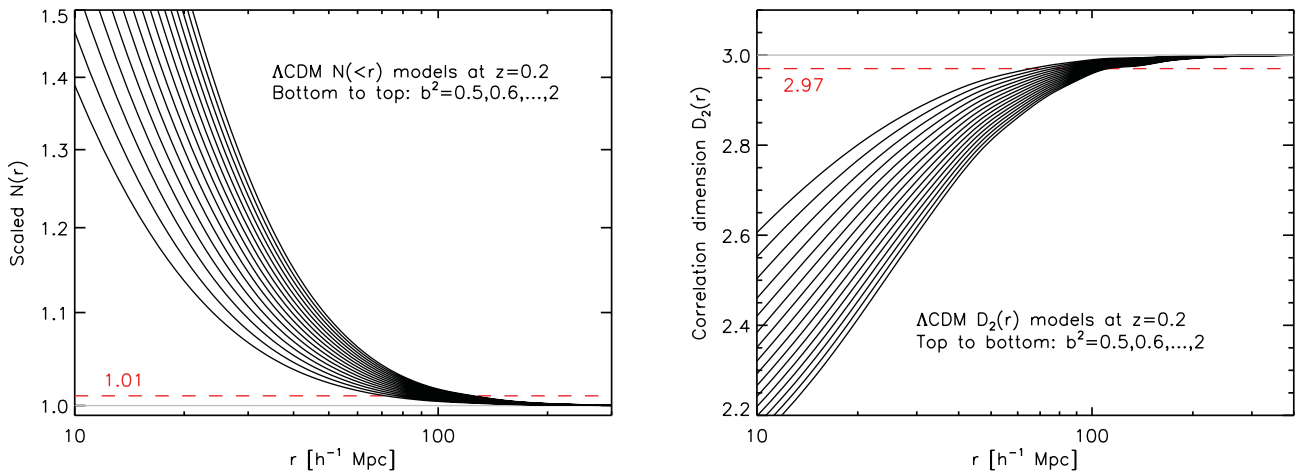 1.5
1.4
1.3
1.2
1.1
1.0
Scaled N(r)
ΛCDM N(<r) models at z=0.2
Bottom to top: b²=0.5,0.6,...,2
1.01
10
100
r [h⁻¹ Mpc]
3.0
2.8
2.6
2.4
2.2
Correlation dimension D₂(r)
2.97
ΛCDM D₂(r) models at z=0.2
Top to bottom: b²=0.5,0.6,...,2
10
100
r [h⁻¹ Mpc]